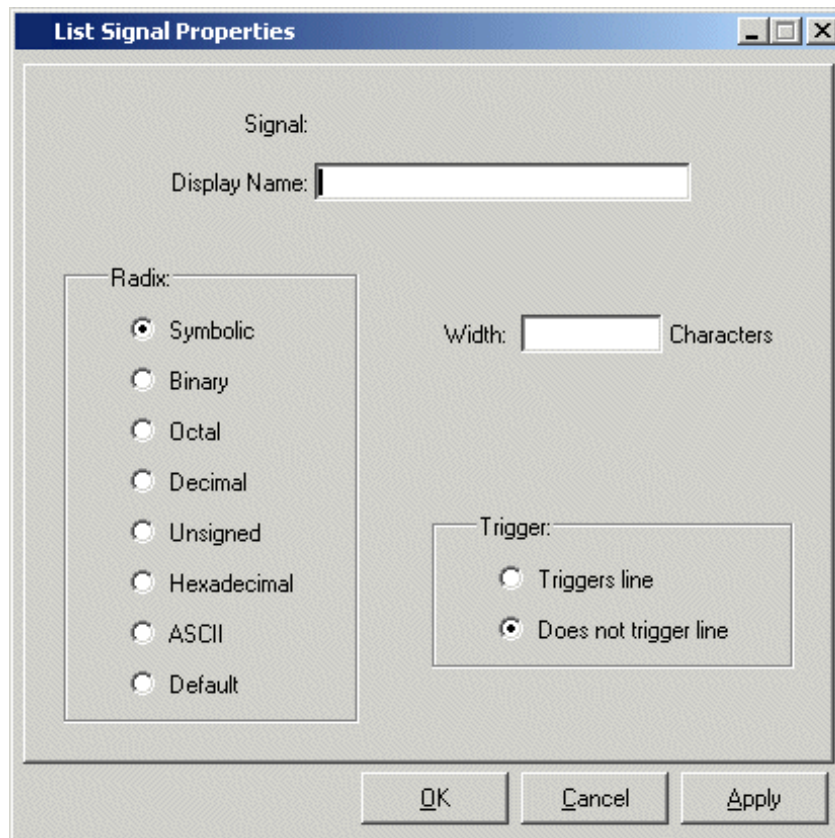 List Signal Properties
Signal:
Display Name:
Radix:
Symbolic
Binary
Octal
Decimal
Unsigned
Hexadecimal
ASCII
Default
Width: Characters
Trigger:
Triggers line
Does not trigger line
OK Cancel Apply